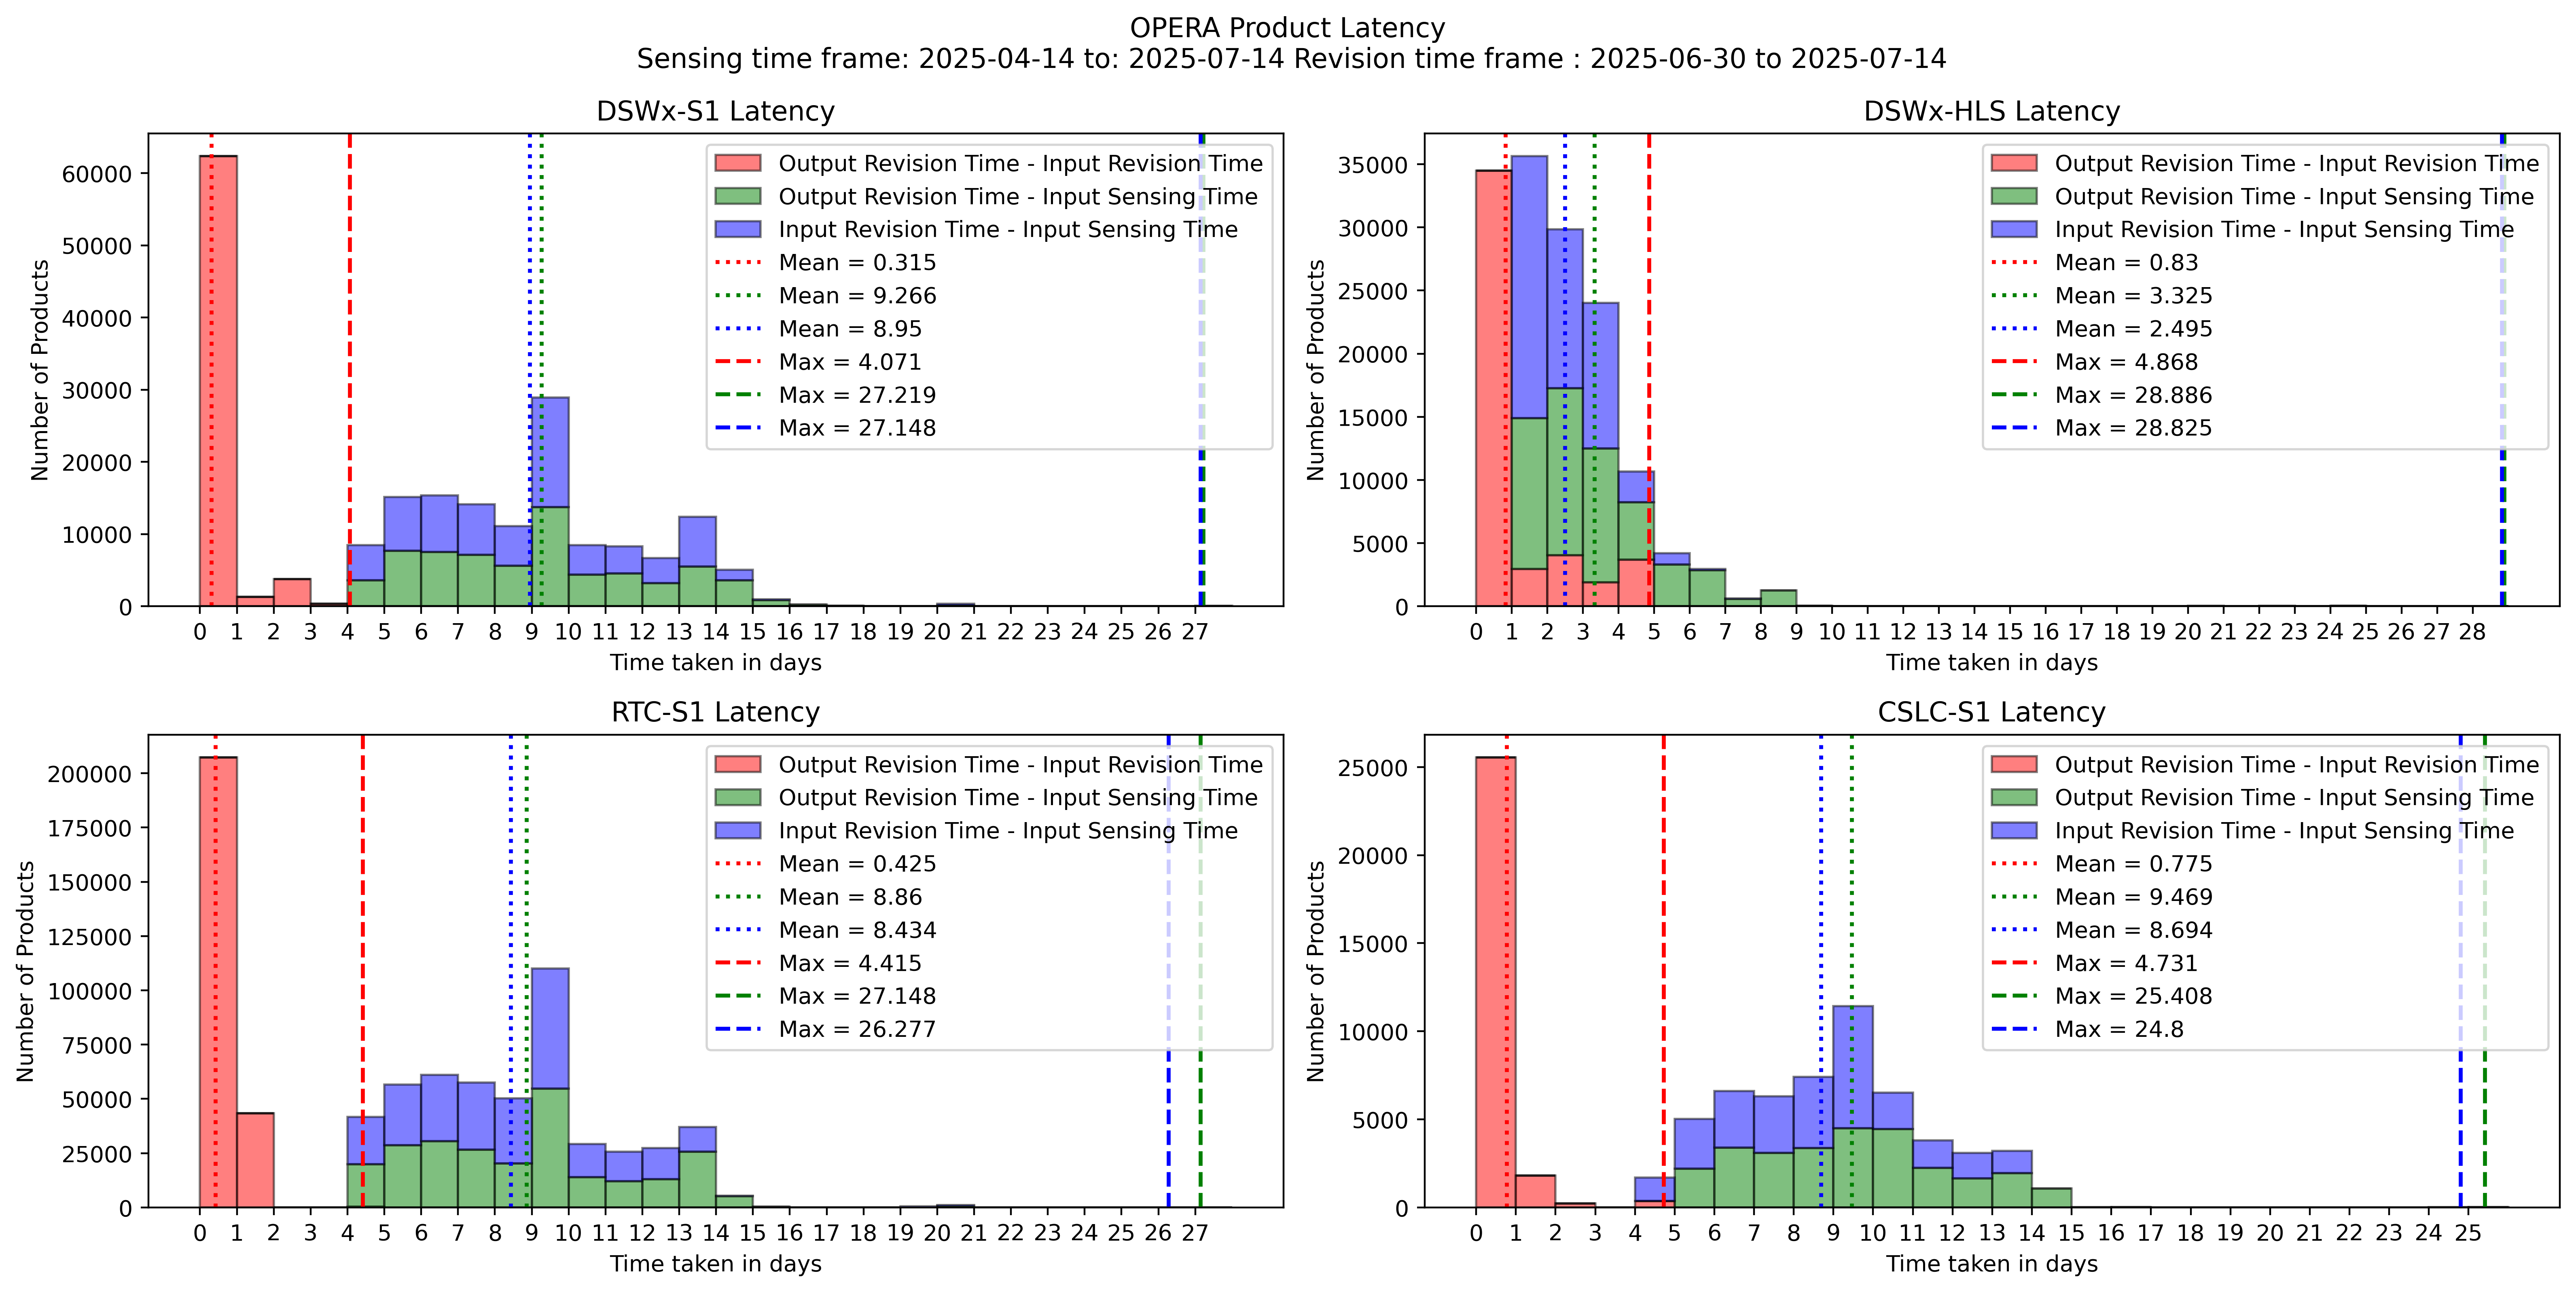 OPERA Product Latency
Sensing time frame: 2025-04-14 to: 2025-07-14 Revision time frame : 2025-06-30 to 2025-07-14
DSWx-S1 Latency
Number of Products
60000
50000
40000
30000
20000
10000
0
Output Revision Time - Input Revision Time
Output Revision Time - Input Sensing Time
Input Revision Time - Input Sensing Time
Mean = 0.315
Mean = 9.266
Mean = 8.95
Max = 4.071
Max = 27.219
Max = 27.148
0 1 2 3 4 5 6 7 8 9 10 11 12 13 14 15 16 17 18 19 20 21 22 23 24 25 26 27
Time taken in days
DSWx-HLS Latency
Number of Products
35000
30000
25000
20000
15000
10000
5000
0
Output Revision Time - Input Revision Time
Output Revision Time - Input Sensing Time
Input Revision Time - Input Sensing Time
Mean = 0.83
Mean = 3.325
Mean = 2.495
Max = 4.868
Max = 28.886
Max = 28.825
0 1 2 3 4 5 6 7 8 9 10 11 12 13 14 15 16 17 18 19 20 21 22 23 24 25 26 27 28
Time taken in days
RTC-S1 Latency
Number of Products
200000
175000
150000
125000
100000
75000
50000
25000
0
Output Revision Time - Input Revision Time
Output Revision Time - Input Sensing Time
Input Revision Time - Input Sensing Time
Mean = 0.425
Mean = 8.86
Mean = 8.434
Max = 4.415
Max = 27.148
Max = 26.277
0 1 2 3 4 5 6 7 8 9 10 11 12 13 14 15 16 17 18 19 20 21 22 23 24 25 26 27
Time taken in days
CSLC-S1 Latency
Number of Products
25000
20000
15000
10000
5000
0
Output Revision Time - Input Revision Time
Output Revision Time - Input Sensing Time
Input Revision Time - Input Sensing Time
Mean = 0.775
Mean = 9.469
Mean = 8.694
Max = 4.731
Max = 25.408
Max = 24.8
0 1 2 3 4 5 6 7 8 9 10 11 12 13 14 15 16 17 18 19 20 21 22 23 24 25
Time taken in days